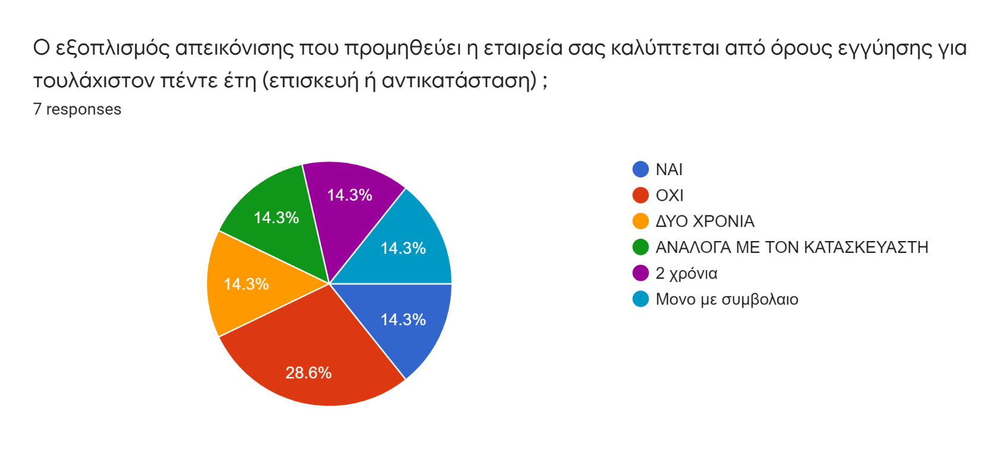 Ο εξοπλισμός απεικόνισης που προμηθεύει η εταιρεία σας καλύπτεται από όρους εγγύησης για
τουλάχιστον πέντε έτη (επισκευή ή αντικατάσταση) ;
7 responses
14.3%
14.3%
14.3%
14.3%
14.3%
28.6%
ΝΑΙ
ΟΧΙ
ΔΥΟ ΧΡΟΝΙΑ
ΑΝΑΛΟΓΑ ΜΕ ΤΟΝ ΚΑΤΑΣΚΕΥΑΣΤΗ
2 χρόνια
Μονο με συμβολαιο